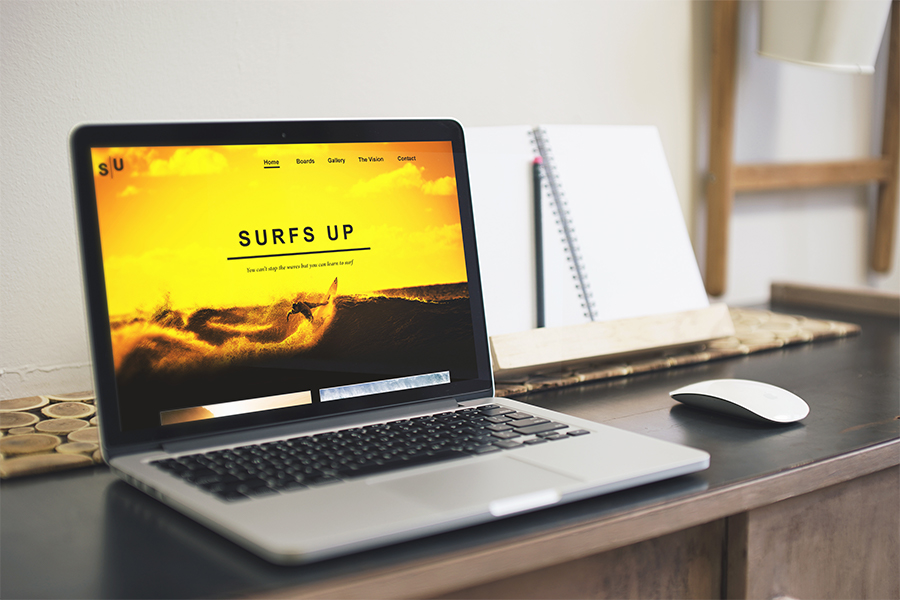 S|U
Home Boards Gallery The Vision Contact
SURFS UP
You can't stop the waves but you can learn to surf